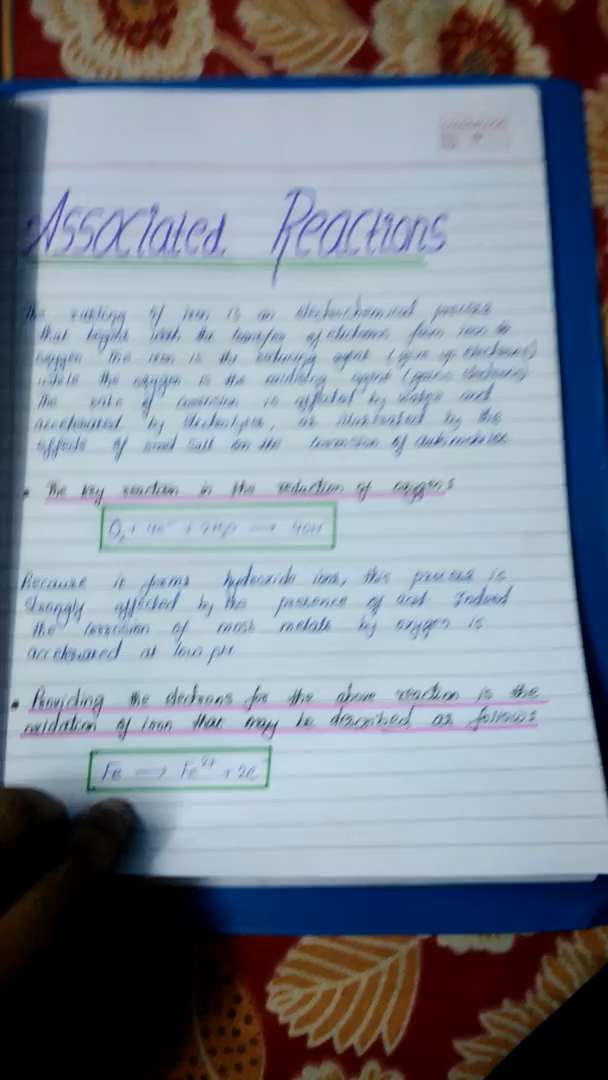 Associated Reactions
The rusting of iron is an electrochemical process
that begins with the transfer of electrons from iron to
oxygen The iron is the reducing agent (give up electrons)
while the oxygen is the oxidising agent (gains electrons)
The rate of corrosion is affected by water and
accelerated by electrolytes, as illustrated by the
effects of road salt on the corrosion of automobiles
• The key reaction in the reduction of oxygen:
O₂ + 4e⁻ + 2H₂O → 4OH⁻
Because it forms hydroxide ions, this process is
strongly affected by the presence of acid. Indeed
the corrosion of most metals by oxygen is
accelerated at low pH
• Providing the electrons for the above reaction is the
oxidation of iron that may be described as follows:
Fe → Fe²⁺ + 2e⁻